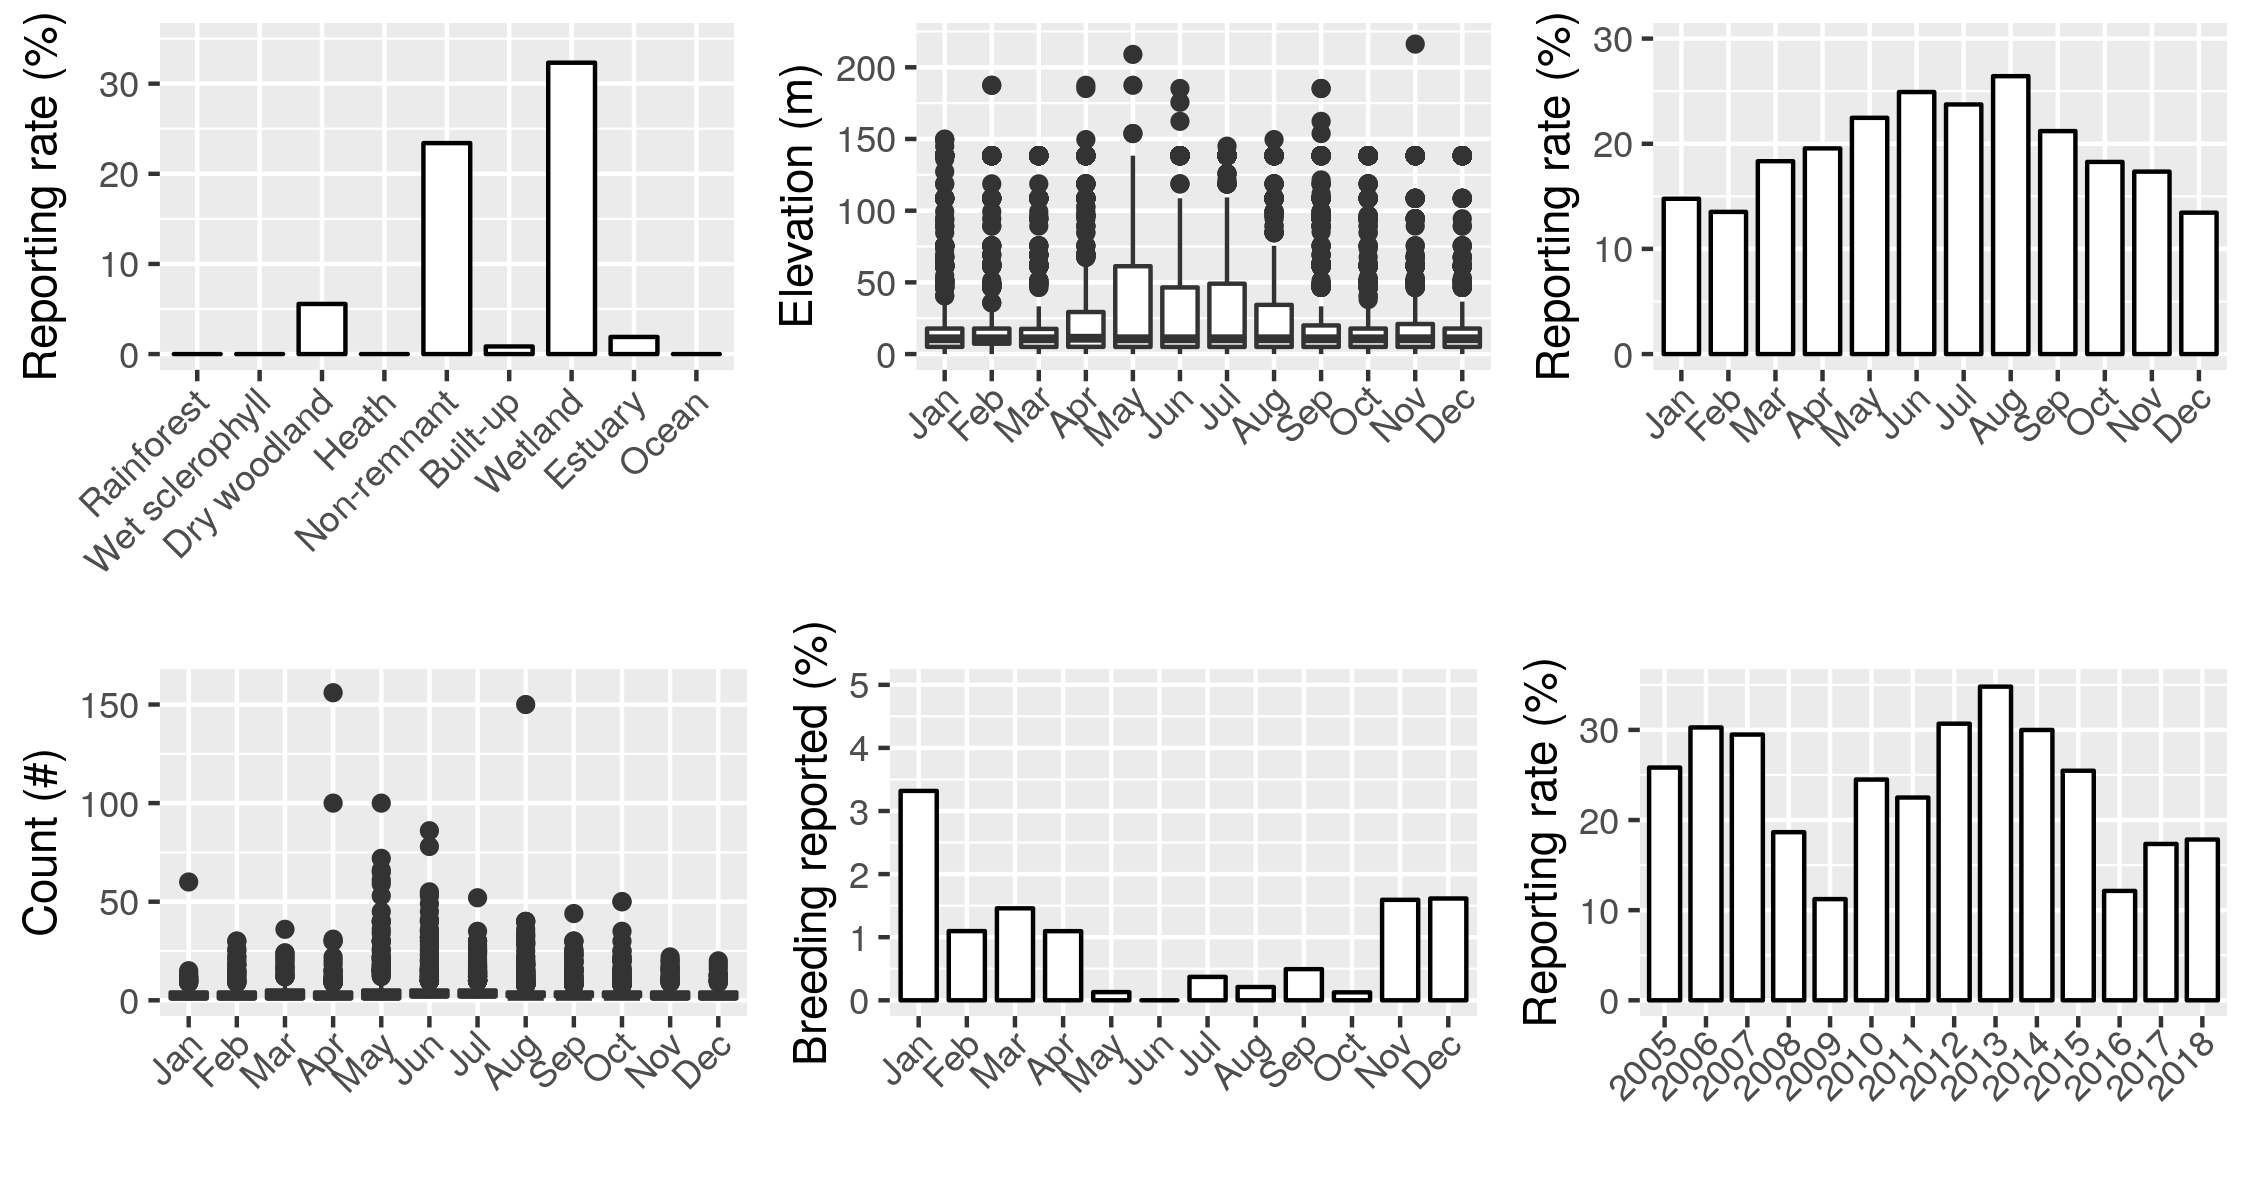 Reporting rate (%)
30
20
10
0
Rainforest
Wet sclerophyll
Dry woodland
Heath
Non-remnant
Built-up
Wetland
Estuary
Ocean
Elevation (m)
200
150
100
50
0
Jan
Feb
Mar
Apr
May
Jun
Jul
Aug
Sep
Oct
Nov
Dec
Reporting rate (%)
30
20
10
0
Jan
Feb
Mar
Apr
May
Jun
Jul
Aug
Sep
Oct
Nov
Dec
Count (#)
150
100
50
0
Jan
Feb
Mar
Apr
May
Jun
Jul
Aug
Sep
Oct
Nov
Dec
Breeding reported (%)
5
4
3
2
1
0
Jan
Feb
Mar
Apr
May
Jun
Jul
Aug
Sep
Oct
Nov
Dec
Reporting rate (%)
30
20
10
0
2005
2006
2007
2008
2009
2010
2011
2012
2013
2014
2015
2016
2017
2018